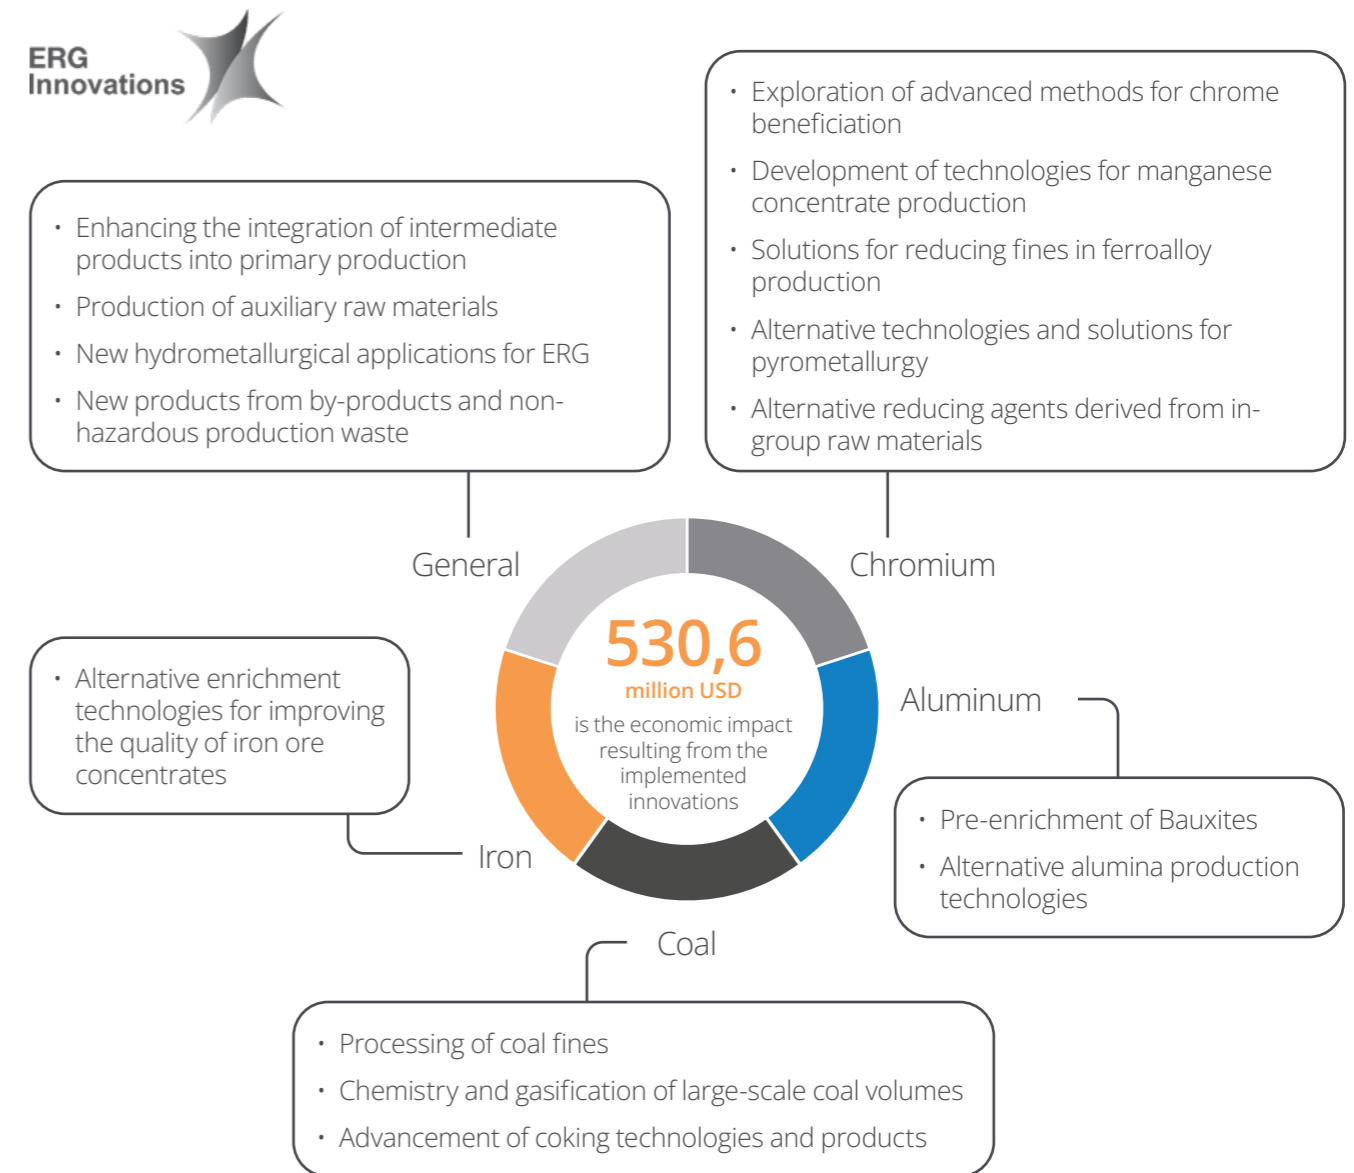 ERG
Innovations
• Enhancing the integration of intermediate
products into primary production
• Production of auxiliary raw materials
• New hydrometallurgical applications for ERG
• New products from by-products and non-
hazardous production waste
• Exploration of advanced methods for chrome
beneficiation
• Development of technologies for manganese
concentrate production
• Solutions for reducing fines in ferroalloy
production
• Alternative technologies and solutions for
pyrometallurgy
• Alternative reducing agents derived from in-
group raw materials
General
Chromium
530,6
million USD
is the economic impact
resulting from the
implemented
innovations
• Alternative enrichment
technologies for improving
the quality of iron ore
concentrates
Aluminum
• Pre-enrichment of Bauxites
• Alternative alumina production
technologies
Iron
Coal
• Processing of coal fines
• Chemistry and gasification of large-scale coal volumes
• Advancement of coking technologies and products